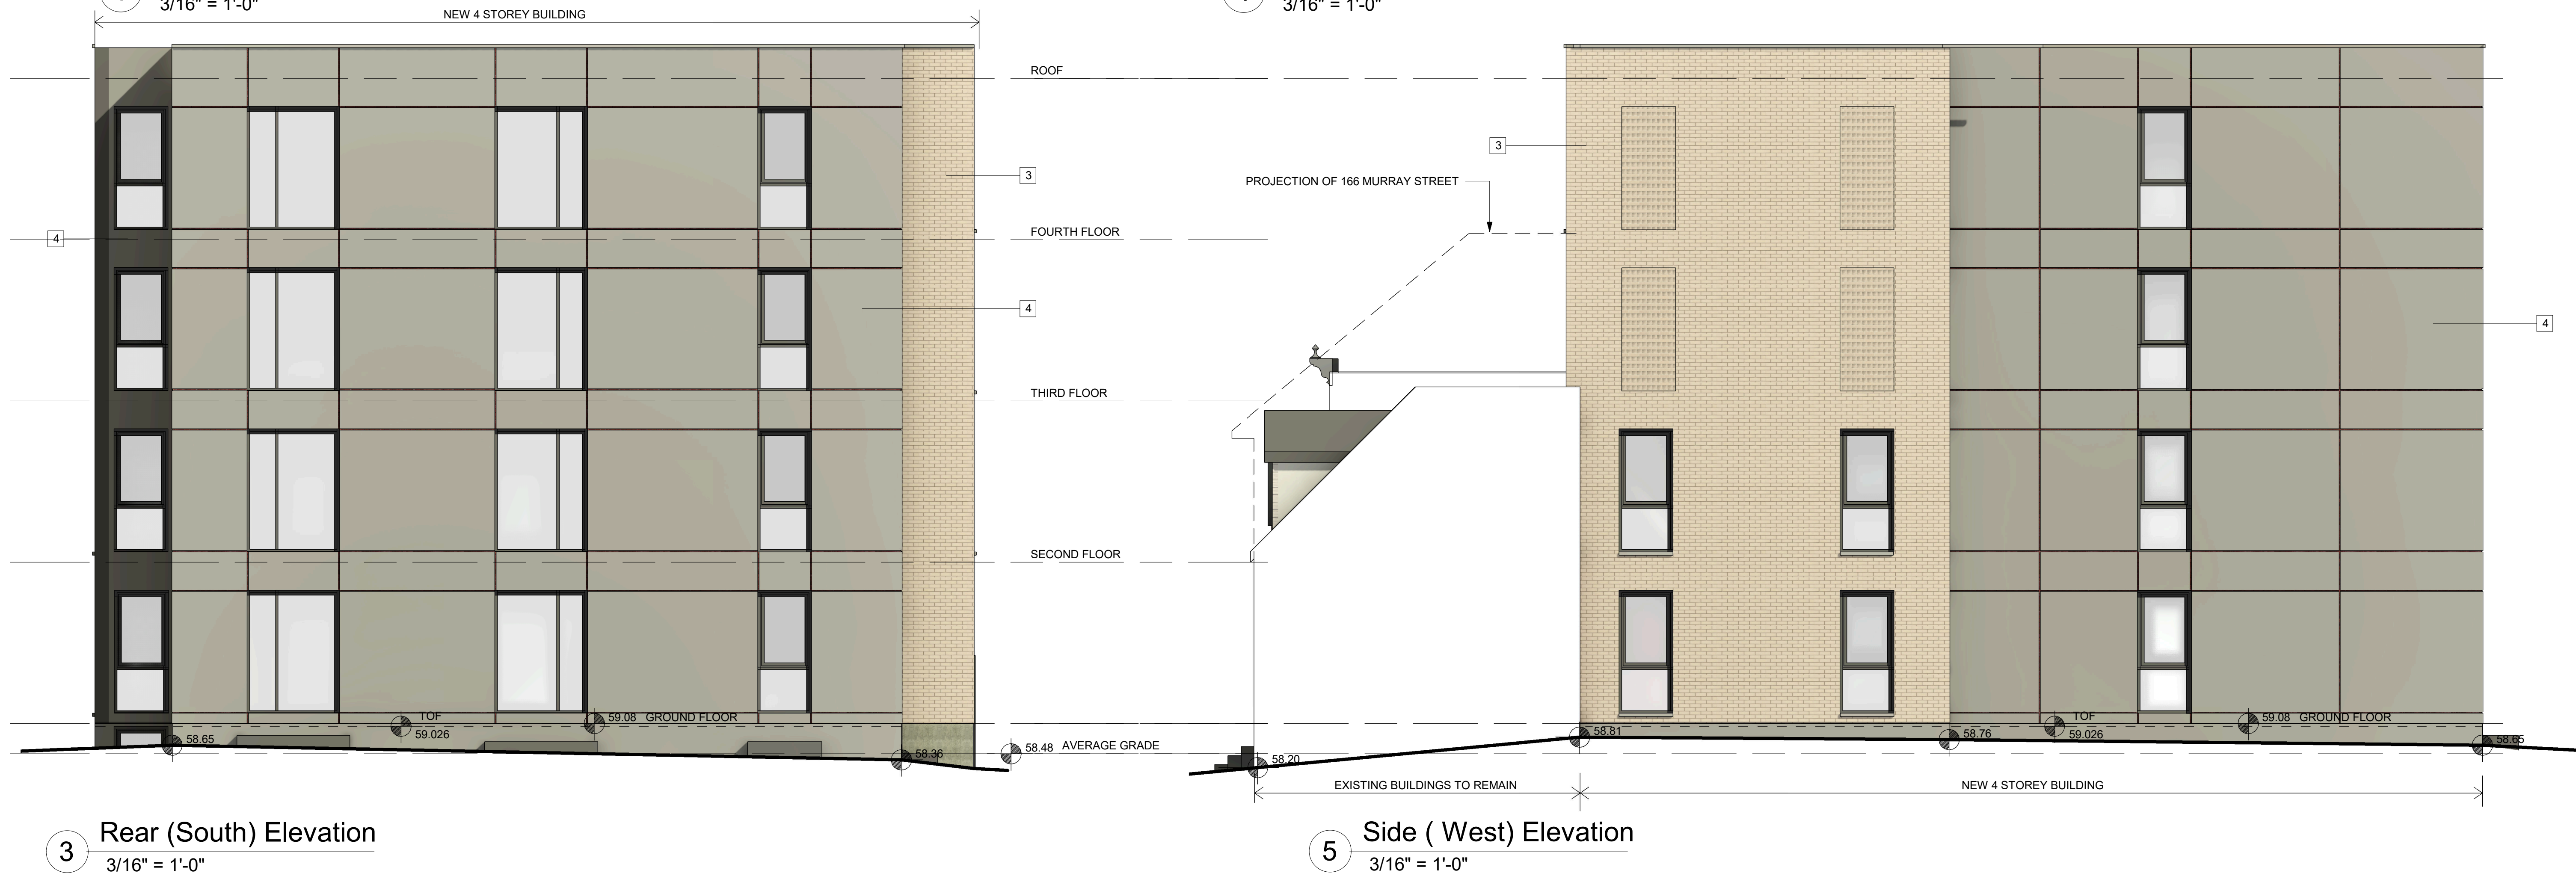 3/16" = 1'-0"
3/16" = 1'-0"
NEW 4 STOREY BUILDING
ROOF
3
PROJECTION OF 166 MURRAY STREET
3
FOURTH FLOOR
4
4
4
THIRD FLOOR
SECOND FLOOR
TOF
59.026
59.08 GROUND FLOOR
58.65
58.36
58.48 AVERAGE GRADE
58.20
58.81
58.76
TOF
59.026
59.08 GROUND FLOOR
58.65
EXISTING BUILDINGS TO REMAIN
NEW 4 STOREY BUILDING
3 Rear (South) Elevation
3/16" = 1'-0"
5 Side ( West) Elevation
3/16" = 1'-0"